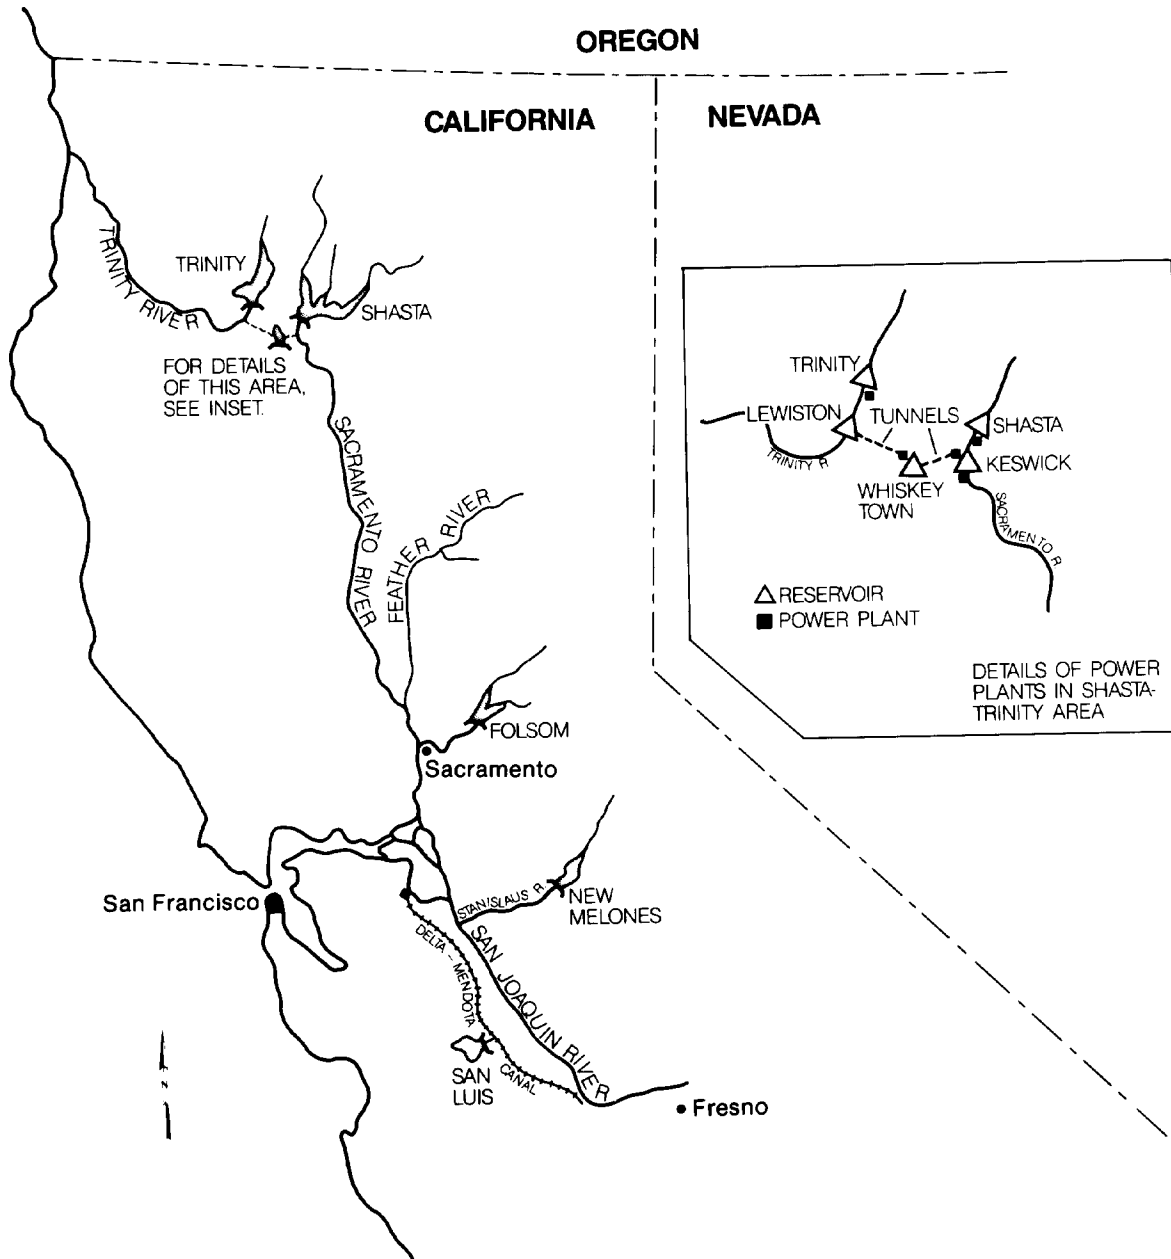 OREGON
CALIFORNIA
NEVADA
TRINITY RIVER
TRINITY
SHASTA
FOR DETAILS
OF THIS AREA,
SEE INSET.
SACRAMENTO RIVER
FEATHER RIVER
FOLSOM
Sacramento
San Francisco
STANISLAUS R.
NEW
MELONES
DELTA - MENDOTA CANAL
SAN JOAQUIN RIVER
SAN
LUIS
Fresno
N
TRINITY
LEWISTON
TUNNELS
SHASTA
TRINITY R.
KESWICK
WHISKEY
TOWN
SACRAMENTO R.
RESERVOIR
POWER PLANT
DETAILS OF POWER
PLANTS IN SHASTA-
TRINITY AREA